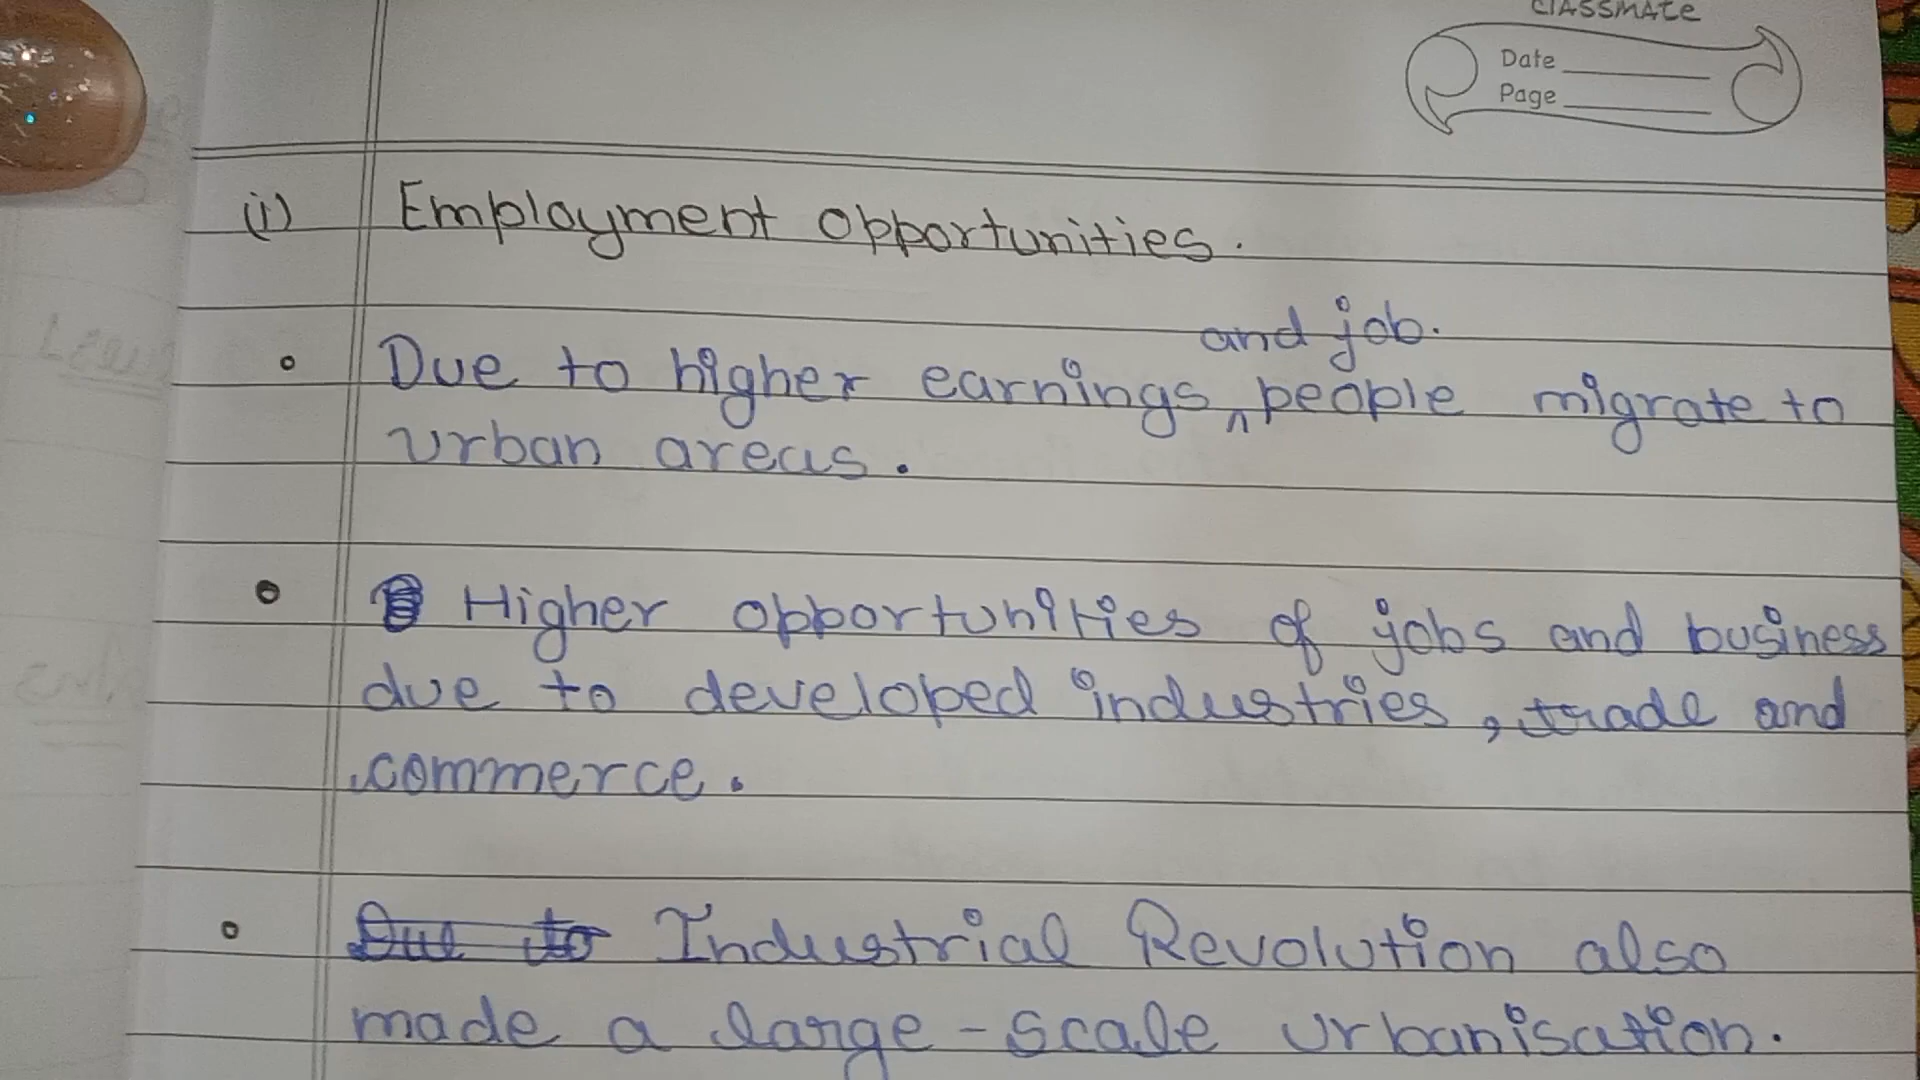 CLASSMATE
Date
Page
(i) Employment opportunities.
and job.
Due to higher earnings, people migrate to
urban areas.
Higher opportunities of jobs and business
due to developed industries, trade and
commerce.
Due to Industrial Revolution also
made a large-scale urbanisation.